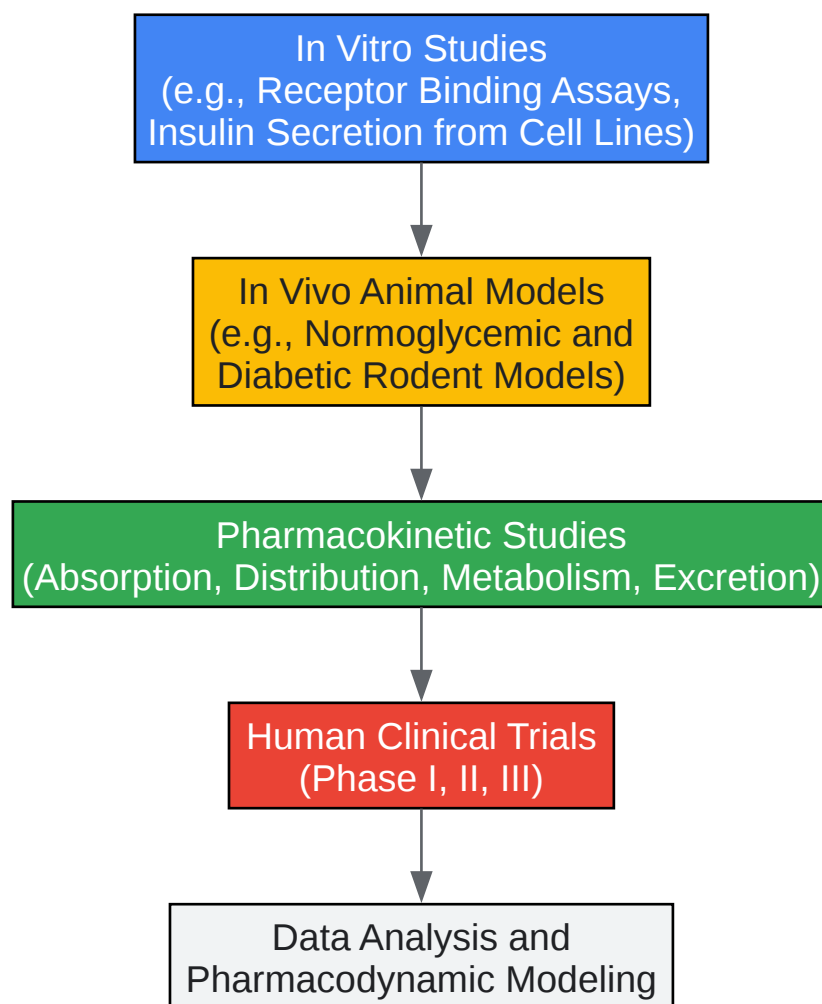 In Vitro Studies
(e.g., Receptor Binding Assays,
Insulin Secretion from Cell Lines)
In Vivo Animal Models
(e.g., Normoglycemic and
Diabetic Rodent Models)
Pharmacokinetic Studies
(Absorption, Distribution, Metabolism, Excretion)
Human Clinical Trials
(Phase I, II, III)
Data Analysis and
Pharmacodynamic Modeling